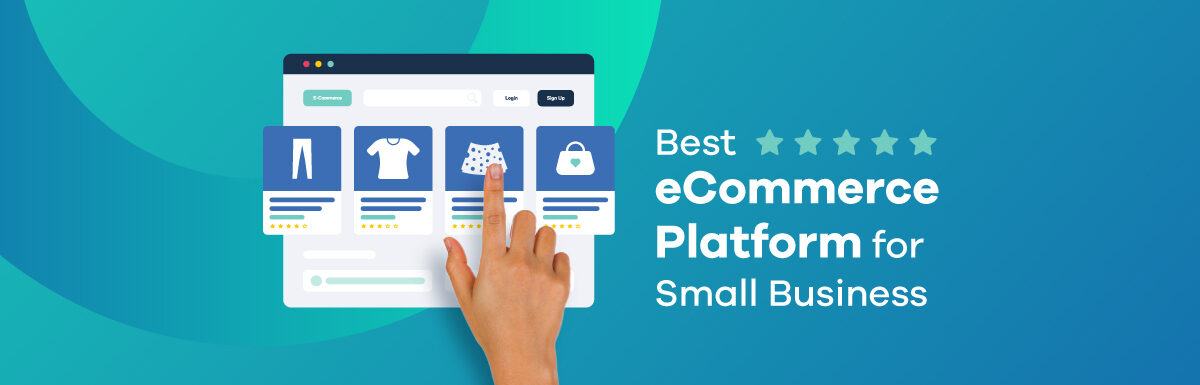 E-Commerce
Login
Sign Up
Best
eCommerce
Platform for
Small Business